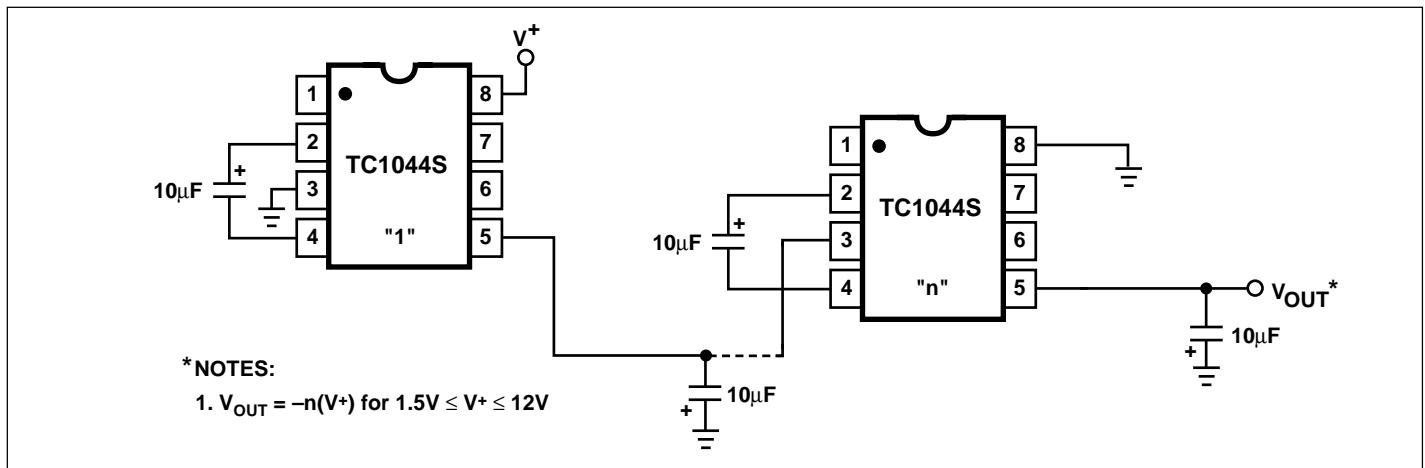 V+
1
8
2
7
TC1044S
3
6
4
"1"
5
+
10µF
1
8
2
7
TC1044S
3
6
4
"n"
5
+
10µF
VOUT*
+
10µF
+
10µF
*NOTES:
1. VOUT = –n(V+) for 1.5V ≤ V+ ≤ 12V